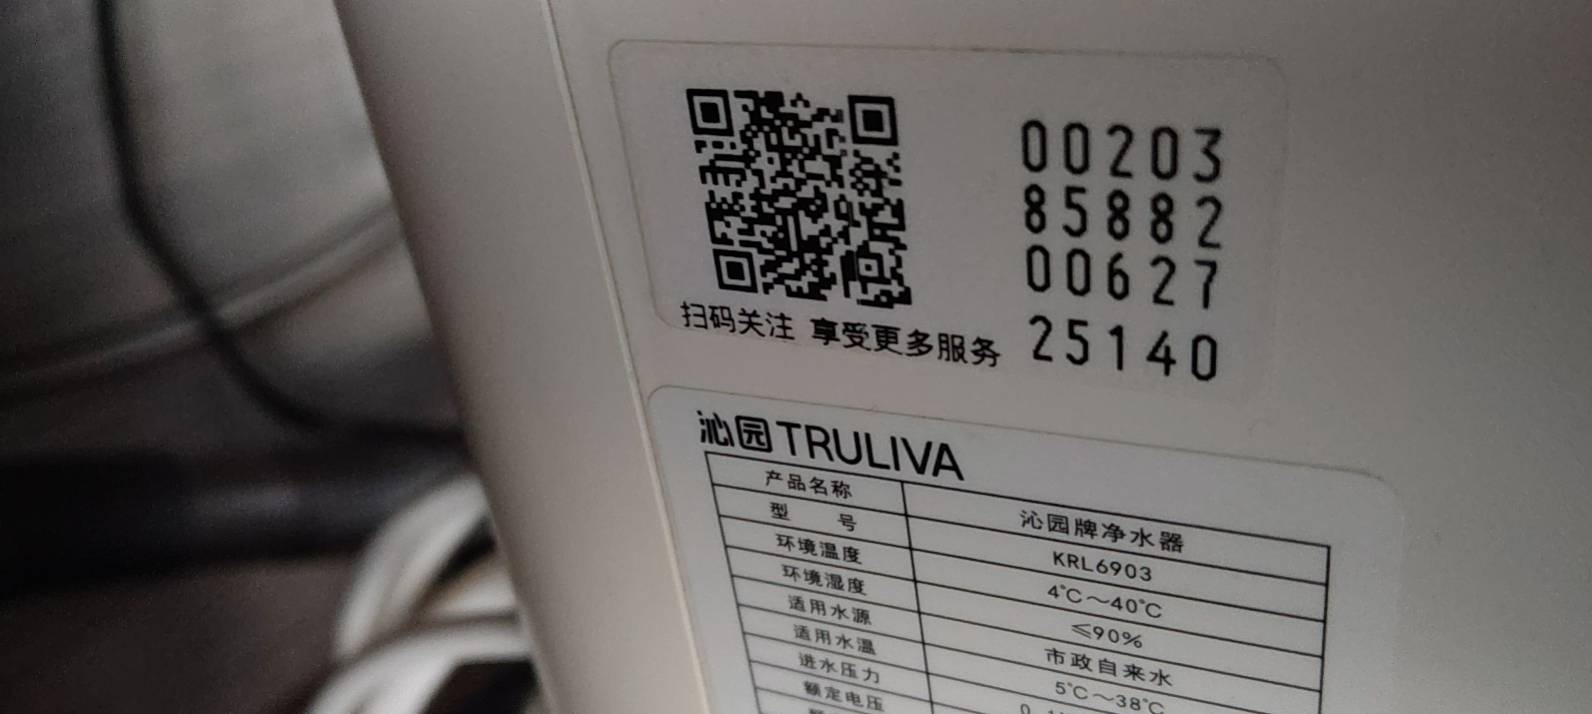 00203
85882
00627
25140
扫码关注 享受更多服务
沁园TRULIVA
产品名称 沁园牌净水器
型 号 KRL6903
环境温度 4℃～40℃
环境湿度 ≤90%
适用水源 市政自来水
适用水温 5℃～38℃
进水压力
额定电压